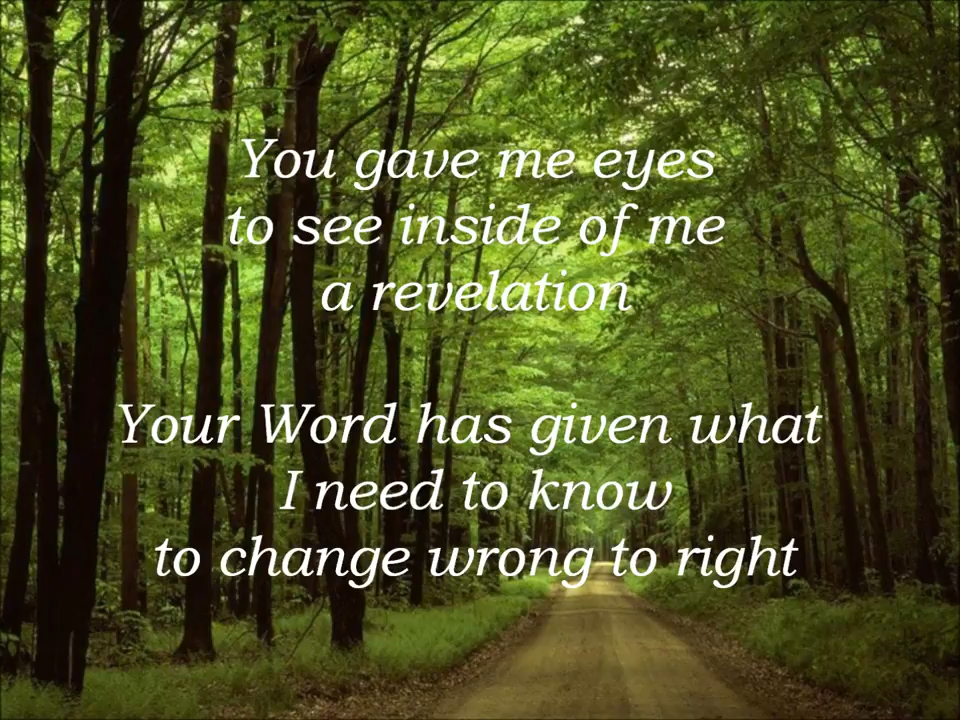 You gave me eyes
to see inside of me
a revelation
Your Word has given what
I need to know
to change wrong to right